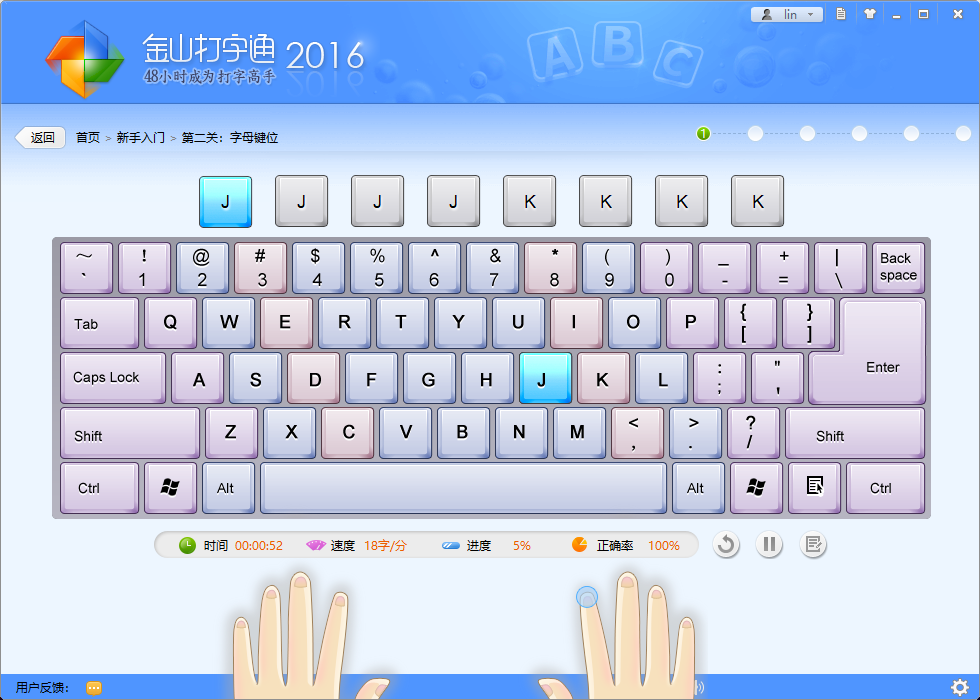 lin
金山打字通 2016
48小时成为打字高手
A B C
返回 首页 > 新手入门 > 第二关：字母键位
1
J J J J K K K K
~ ! @ # $ % ^ & * ( ) _ + | Back
` 1 2 3 4 5 6 7 8 9 0 - = \ space
Tab Q W E R T Y U I O P { [ } ]
Enter
Caps Lock A S D F G H J K L : ; " '
Shift Z X C V B N M < , > . ? / Shift
Ctrl Alt Alt Ctrl
时间 00:00:52 速度 18字/分 进度 5% 正确率 100%
用户反馈：